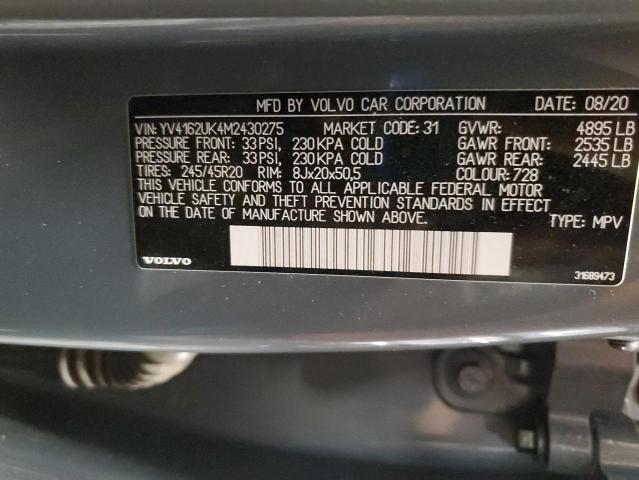 MFD BY VOLVO CAR CORPORATION DATE: 08/20
VIN: YV4162UK4M2430275 MARKET CODE: 31 GVWR: 4895 LB
PRESSURE FRONT: 33 PSI, 230 KPA COLD GAWR FRONT: 2535 LB
PRESSURE REAR: 33 PSI, 230 KPA COLD GAWR REAR: 2445 LB
TIRES: 245/45R20 RIM: 8Jx20x50,5 COLOUR: 728
THIS VEHICLE CONFORMS TO ALL APPLICABLE FEDERAL MOTOR
VEHICLE SAFETY AND THEFT PREVENTION STANDARDS IN EFFECT
ON THE DATE OF MANUFACTURE SHOWN ABOVE.
TYPE: MPV
VOLVO
31689473